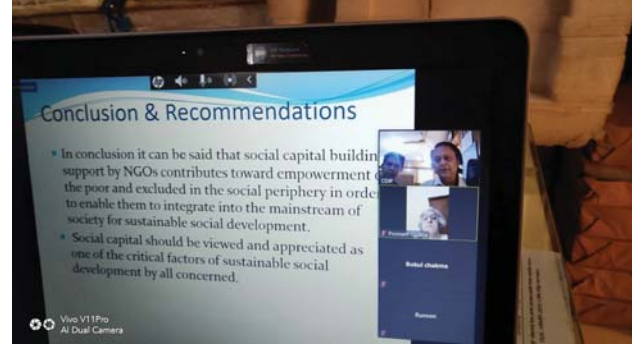 Conclusion & Recommendations
In conclusion it can be said that social capital buildin
support by NGOs contributes toward empowerment
the poor and excluded in the social periphery in orde
to enable them to integrate into the mainstream of
society for sustainable social development.
Social capital should be viewed and appreciated as
one of the critical factors of sustainable social
development by all concerned.
CDIP
Bakul chakma
Rumon
Vivo V11Pro
AI Dual Camera